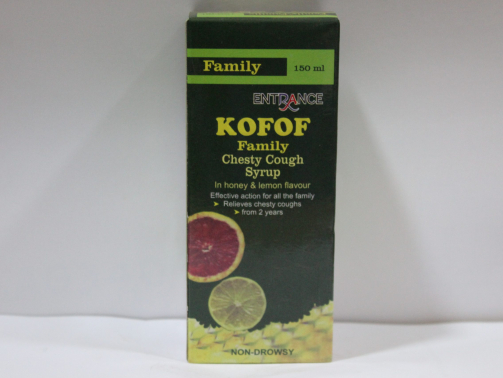 Family 150 ml
ENTRANCE
KOFOF
Family
Chesty Cough
Syrup
In honey & lemon flavour
Effective action for all the family
➤ Relieves chesty coughs
➤ from 2 years
NON-DROWSY